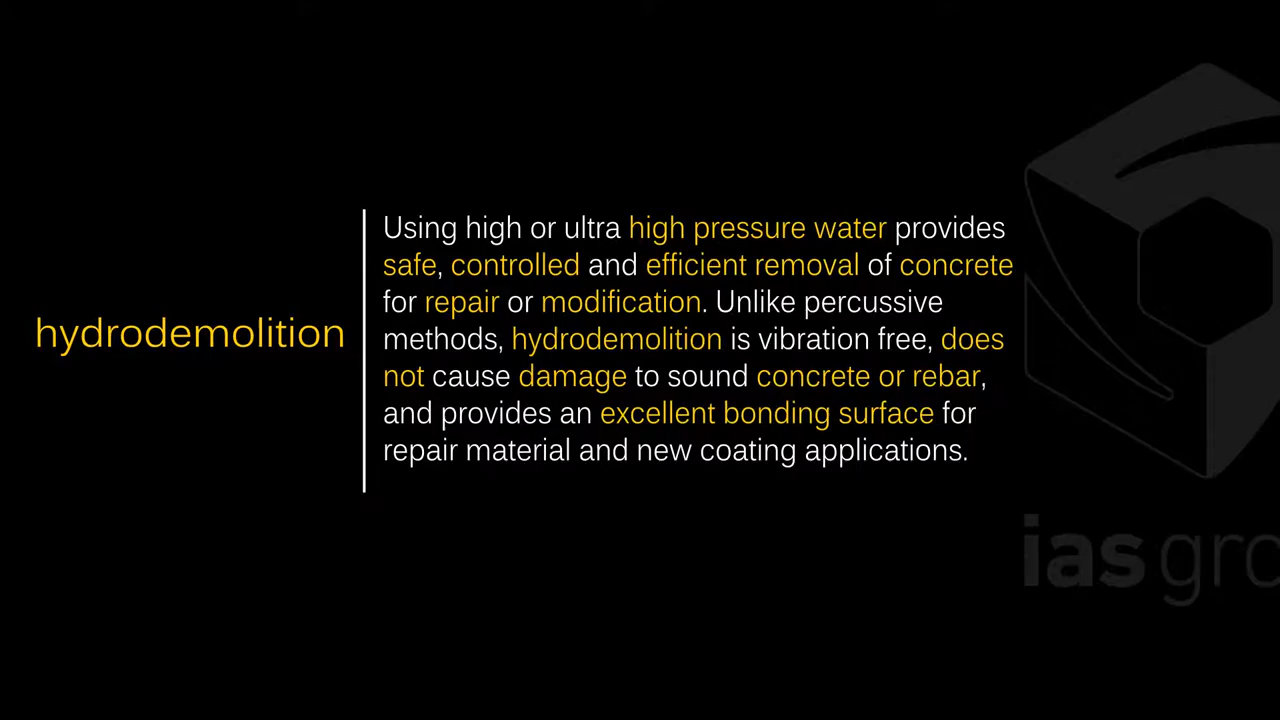 hydrodemolition
Using high or ultra high pressure water provides
safe, controlled and efficient removal of concrete
for repair or modification. Unlike percussive
methods, hydrodemolition is vibration free, does
not cause damage to sound concrete or rebar,
and provides an excellent bonding surface for
repair material and new coating applications.
ias gro